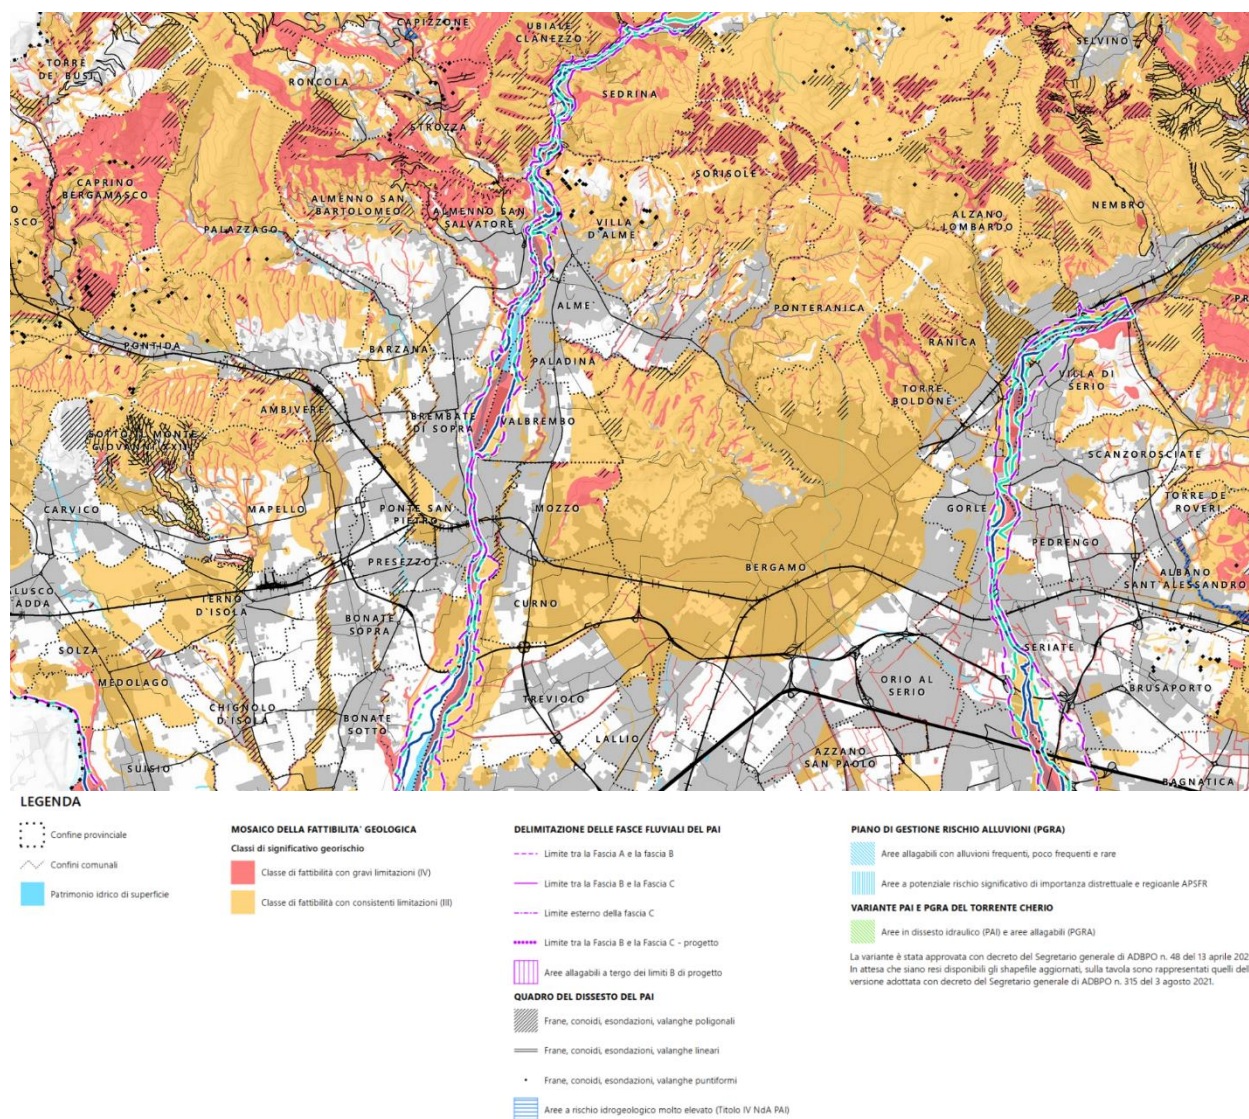 CAPIZZONE
UBIALE
CLANEZZO
SELVINO
TORRE
DE' BUSI
RONCOLA
SEDRINA
STROZZA
CAPRINO
BERGAMASCO
SORISOLE
ALMENNO SAN
BARTOLOMEO
ALMENNO SAN
SALVATORE
NEMBRO
SCO
PALAZZAGO
VILLA
D'ALME'
ALZANO
LOMBARDO
ALME'
PONTERANICA
PR
PONTIDA
BARZANA
PALADINA
RANICA
VILLA DI
SERIO
TORRE
BOLDONE
AMBIVERE
BREMBATE
DI SOPRA
VALBREMBO
SOTTO IL MONTE
GIOVANNI XXIII
SCANZOROSCIATE
CARVICO
MAPELLO
PONTE SAN
PIETRO
MOZZO
GORLE
TORRE DE
ROVERI
PEDRENGO
PRESEZZO
BERGAMO
ALBANO
SANT'ALESSANDRO
LUSCO
ADDA
TERNO
D'ISOLA
CURNO
BONATE
SOPRA
SOLZA
SERIATE
MEDOLAGO
ORIO AL
SERIO
BRUSAPORTO
CHIGNOLO
D'ISOLA
TREVIOLO
BONATE
SOTTO
LALLIO
AZZANO
SAN PAOLO
SUISIO
BAGNATICA
LEGENDA
Confine provinciale
Confini comunali
Patrimonio idrico di superficie
MOSAICO DELLA FATTIBILITA' GEOLOGICA
Classi di significativo georischio
Classe di fattibilità con gravi limitazioni (IV)
Classe di fattibilità con consistenti limitazioni (III)
DELIMITAZIONE DELLE FASCE FLUVIALI DEL PAI
Limite tra la Fascia A e la fascia B
Limite tra la Fascia B e la Fascia C
Limite esterno della fascia C
Limite tra la Fascia B e la Fascia C - progetto
Aree allagabili a tergo dei limiti B di progetto
QUADRO DEL DISSESTO DEL PAI
Frane, conoidi, esondazioni, valanghe poligonali
Frane, conoidi, esondazioni, valanghe lineari
Frane, conoidi, esondazioni, valanghe puntiformi
Aree a rischio idrogeologico molto elevato (Titolo IV NdA PAI)
PIANO DI GESTIONE RISCHIO ALLUVIONI (PGRA)
Aree allagabili con alluvioni frequenti, poco frequenti e rare
Aree a potenziale rischio significativo di importanza distrettuale e regioanle APSFR
VARIANTE PAI E PGRA DEL TORRENTE CHERIO
Aree in dissesto idraulico (PAI) e aree allagabili (PGRA)
La variante è stata approvata con decreto del Segretario generale di ADBPO n. 48 del 13 aprile 202
In attesa che siano resi disponibili gli shapefile aggiornati, sulla tavola sono rappresentati quelli del
versione adottata con decreto del Segretario generale di ADBPO n. 315 del 3 agosto 2021.